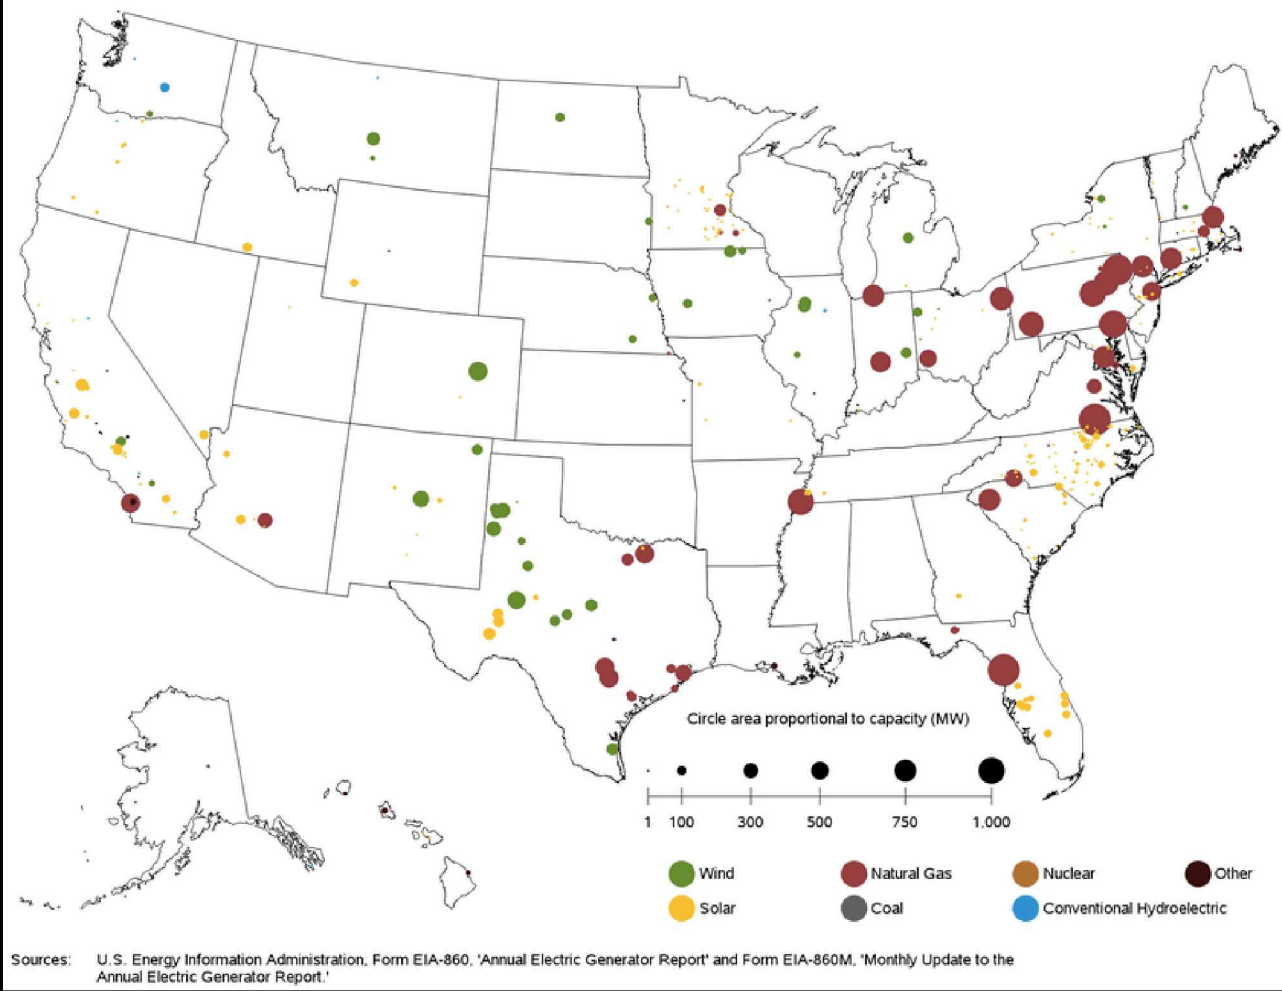 Circle area proportional to capacity (MW)
1 100 300 500 750 1,000
Wind Natural Gas Nuclear Other
Solar Coal Conventional Hydroelectric
Sources: U.S. Energy Information Administration, Form EIA-860, 'Annual Electric Generator Report' and Form EIA-860M, 'Monthly Update to the
Annual Electric Generator Report.'